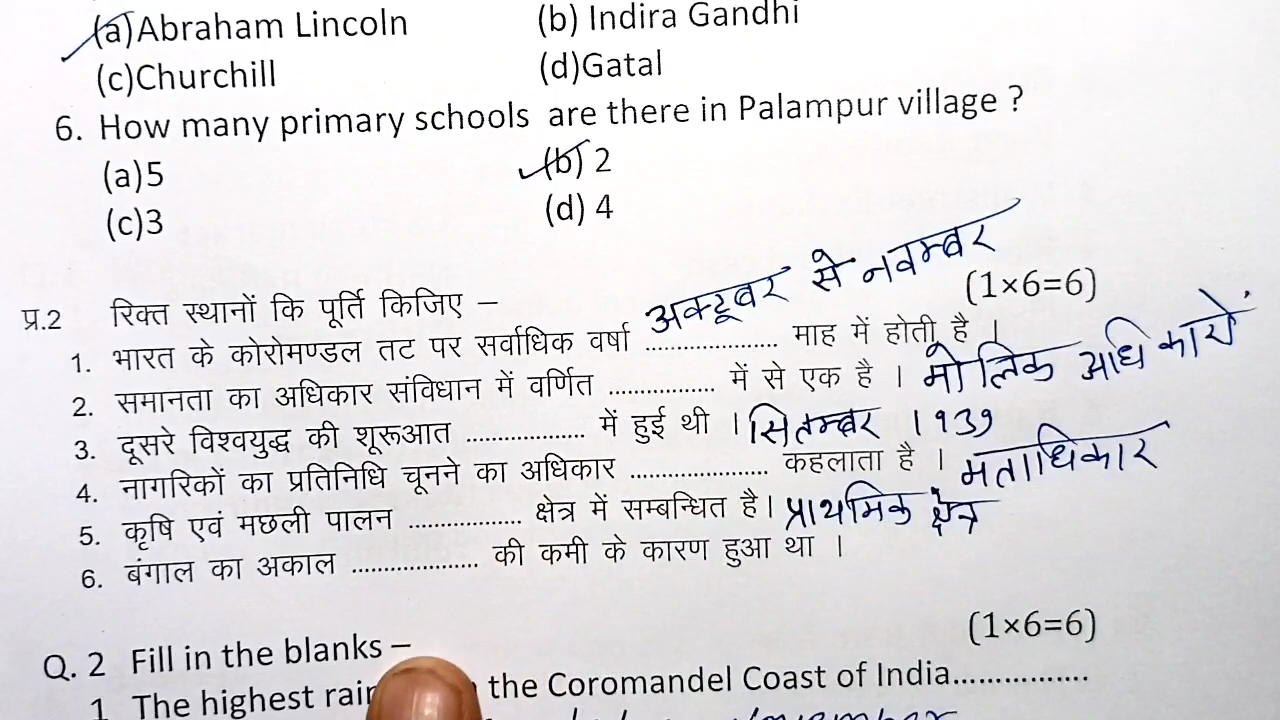 (a)Abraham Lincoln (b) Indira Gandhi
(c)Churchill (d)Gatal
6. How many primary schools are there in Palampur village ?
(a)5 (b) 2
(c)3 (d) 4
प्र.2 रिक्त स्थानों कि पूर्ति किजिए – (1×6=6)
1. भारत के कोरोमण्डल तट पर सर्वाधिक वर्षा .................... माह में होती है । अक्टूबर से नवम्बर
2. समानता का अधिकार संविधान में वर्णित ................ में से एक है । मौलिक अधिकारों
3. दूसरे विश्वयुद्ध की शूरूआत .................. में हुई थी । सितम्बर 1939
4. नागरिकों का प्रतिनिधि चूनने का अधिकार ..................... कहलाता है । मताधिकार
5. कृषि एवं मछली पालन ................. क्षेत्र में सम्बन्धित है। प्राथमिक क्षेत्र
6. बंगाल का अकाल ................... की कमी के कारण हुआ था ।
(1×6=6)
Q. 2 Fill in the blanks –
1 The highest the Coromandel Coast of India................